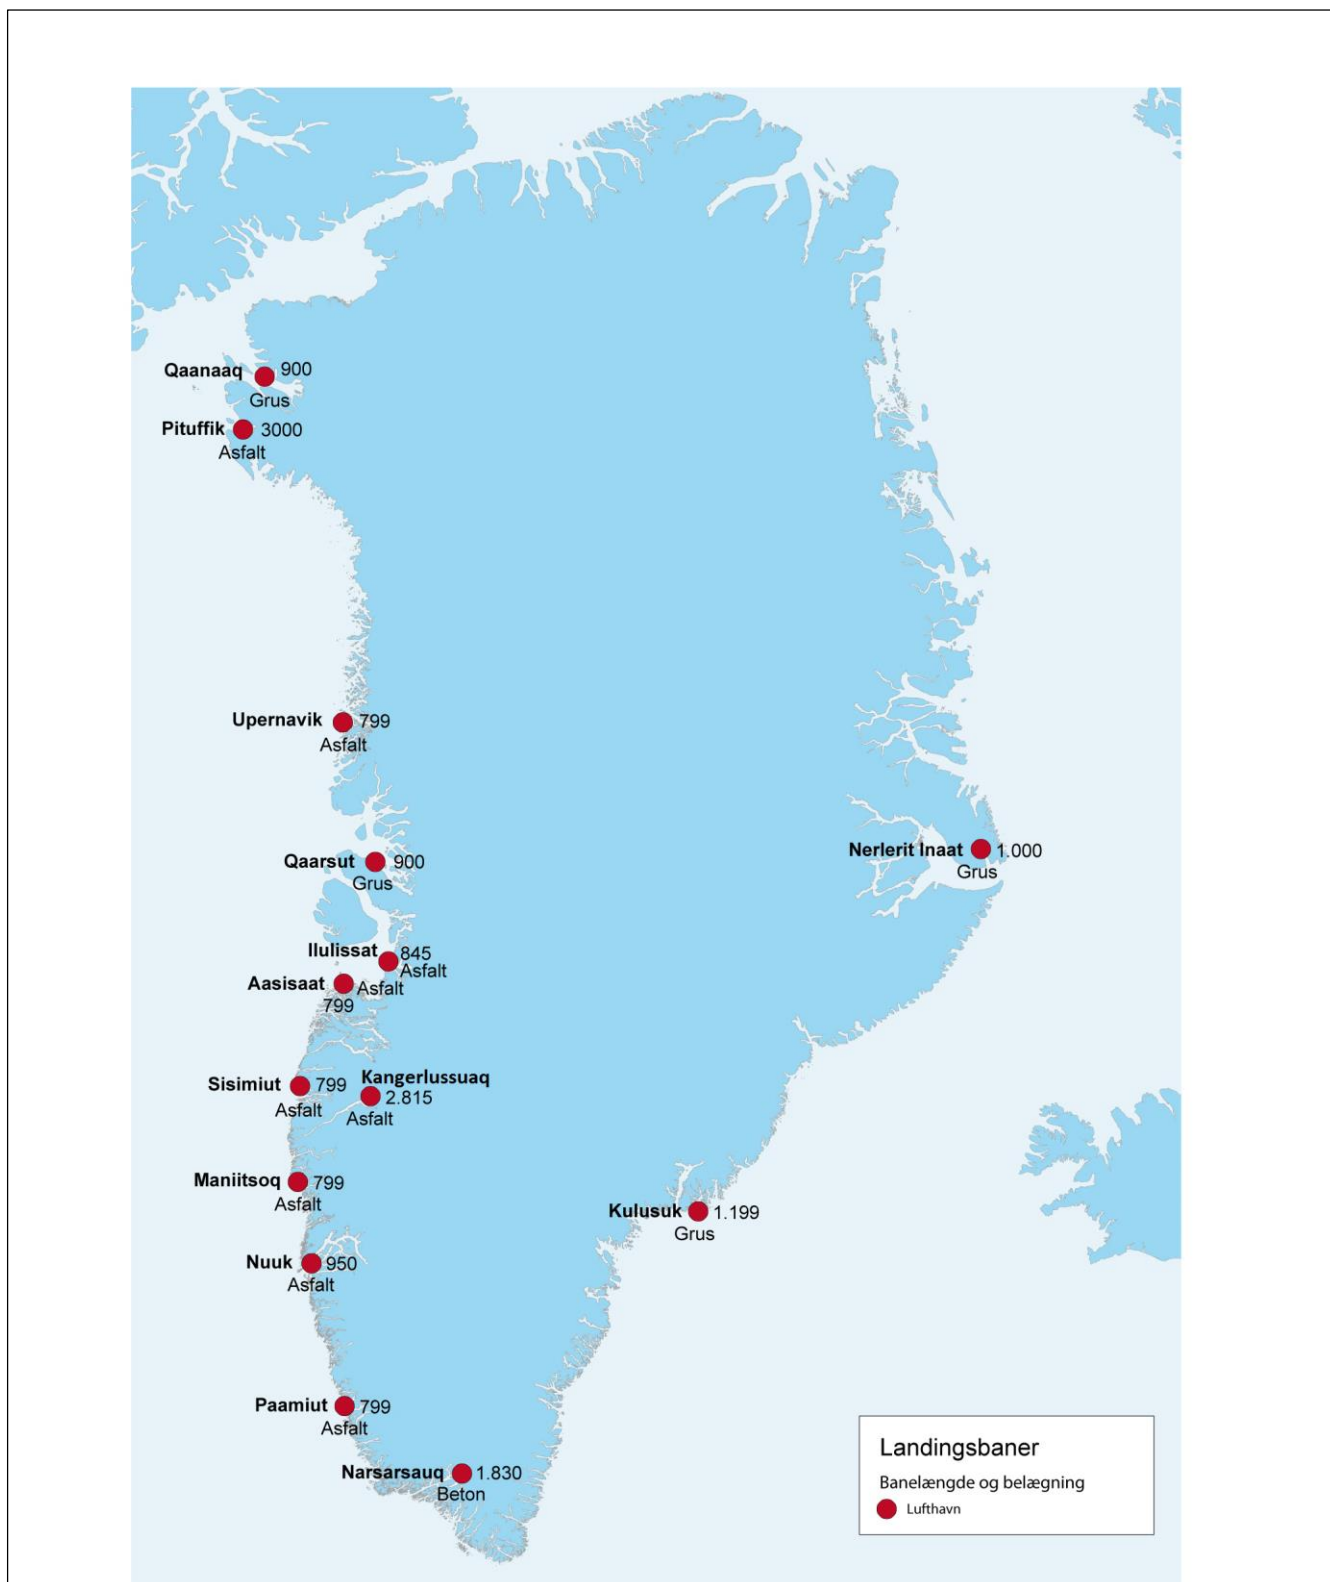 Qaanaaq 900
Grus
Pituffik 3000
Asfalt
Upernavik 799
Asfalt
Qaarsut 900
Grus
Nerlerit Inaat 1.000
Grus
Ilulissat 845
Asfalt
Aasisaat Asfalt
799
Kangerlussuaq
2.815
Asfalt
Sisimiut 799
Asfalt
Maniitsoq 799
Asfalt
Kulusuk 1.199
Grus
Nuuk 950
Asfalt
Paamiut 799
Asfalt
Narsarsauq 1.830
Beton
Landingsbaner
Banelængde og belægning
Lufthavn